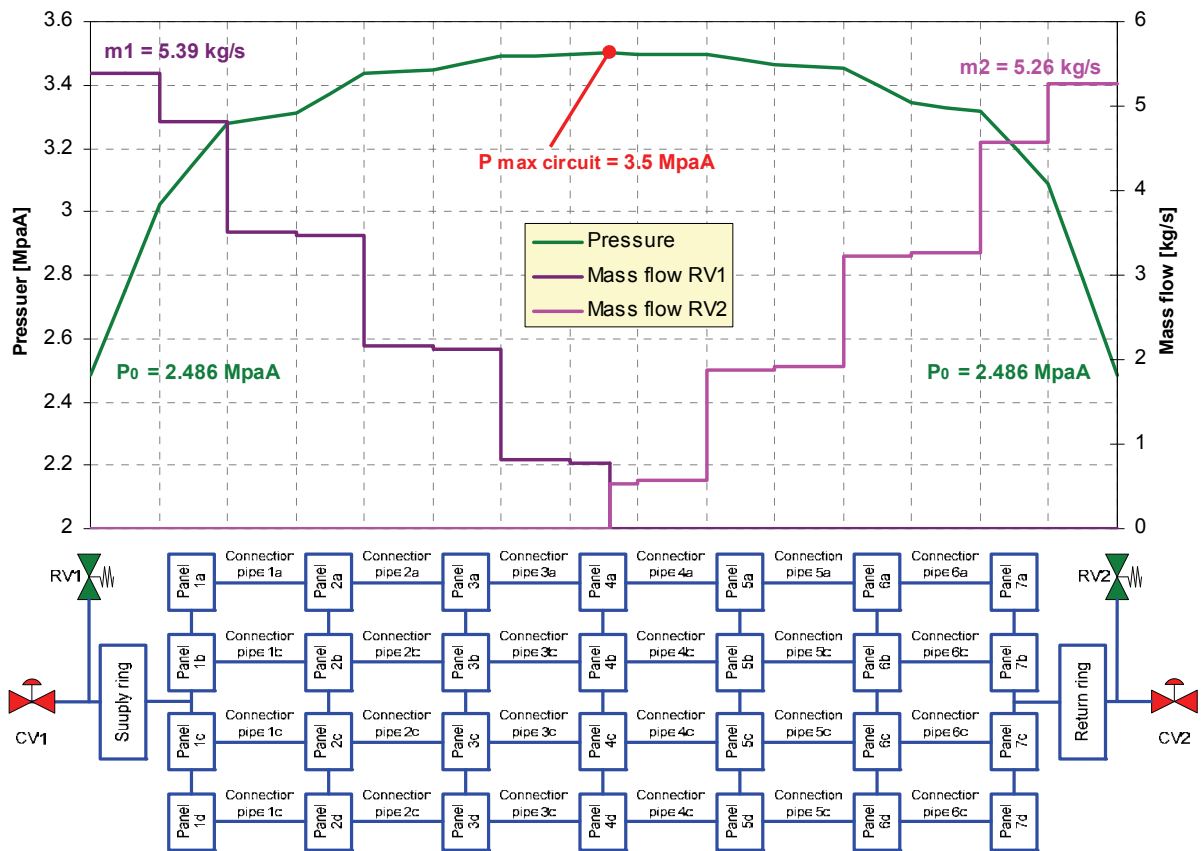 3.6
3.4
3.2
3
2.8
2.6
2.4
2.2
2
Pressuer [MpaA]
6
5
4
3
2
1
0
Mass flow [kg/s]
m1 = 5.39 kg/s
m2 = 5.26 kg/s
P max circuit = 3.5 MpaA
Pressure
Mass flow RV1
Mass flow RV2
P0 = 2.486 MpaA
P0 = 2.486 MpaA
RV1
CV1
Suuply ring
Panel 1a
Connection
pipe 1a
Panel 2a
Connection
pipe 2a
Panel 3a
Connection
pipe 3a
Panel 4a
Connection
pipe 4a
Panel 5a
Connection
pipe 5a
Panel 6a
Connection
pipe 6a
Panel 7a
Panel 1b
Connection
pipe 1b
Panel 2b
Connection
pipe 2b
Panel 3b
Connection
pipe 3b
Panel 4b
Connection
pipe 4b
Panel 5b
Connection
pipe 5b
Panel 6b
Connection
pipe 6b
Panel 7b
Panel 1c
Connection
pipe 1c
Panel 2c
Connection
pipe 2c
Panel 3c
Connection
pipe 3c
Panel 4c
Connection
pipe 4c
Panel 5c
Connection
pipe 5c
Panel 6c
Connection
pipe 6c
Panel 7c
Panel 1d
Connection
pipe 1c
Panel 2d
Connection
pipe 2c
Panel 3d
Connection
pipe 3c
Panel 4d
Connection
pipe 4c
Panel 5d
Connection
pipe 5c
Panel 6d
Connection
pipe 6c
Panel 7d
Return ring
RV2
CV2